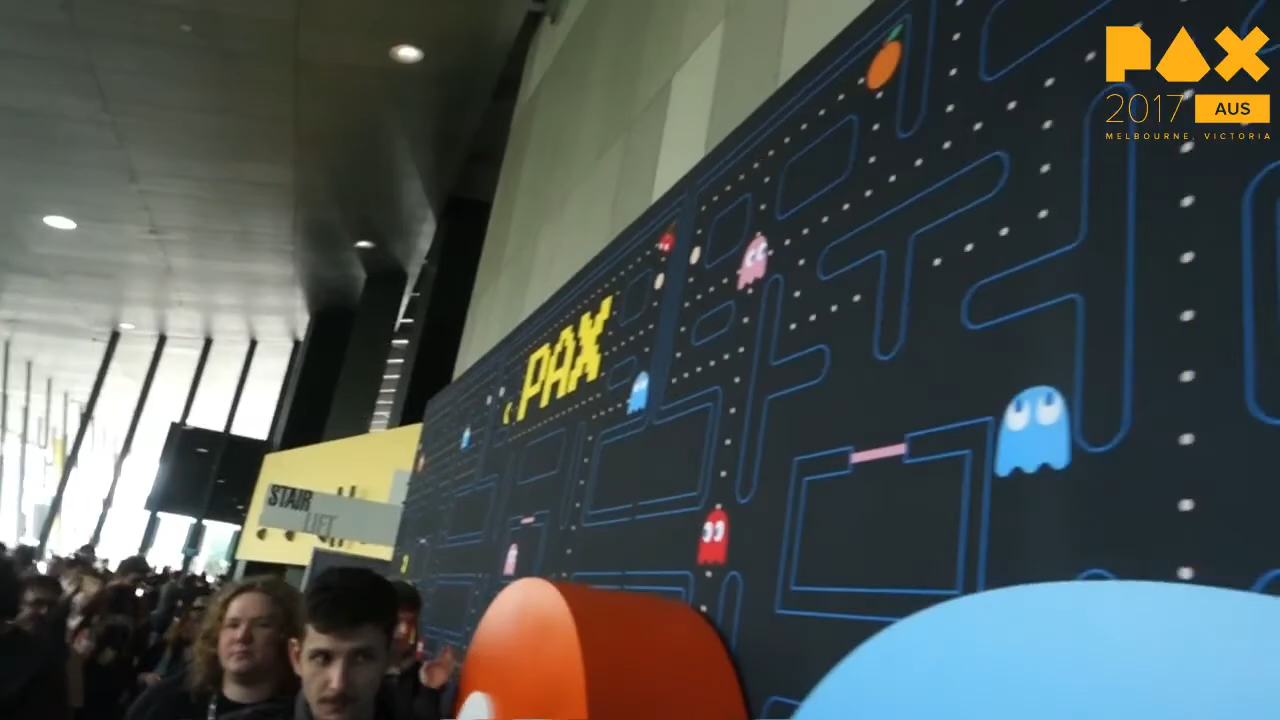 PAX
2017 AUS
MELBOURNE, VICTORIA
PAX
STAIR
LIFT